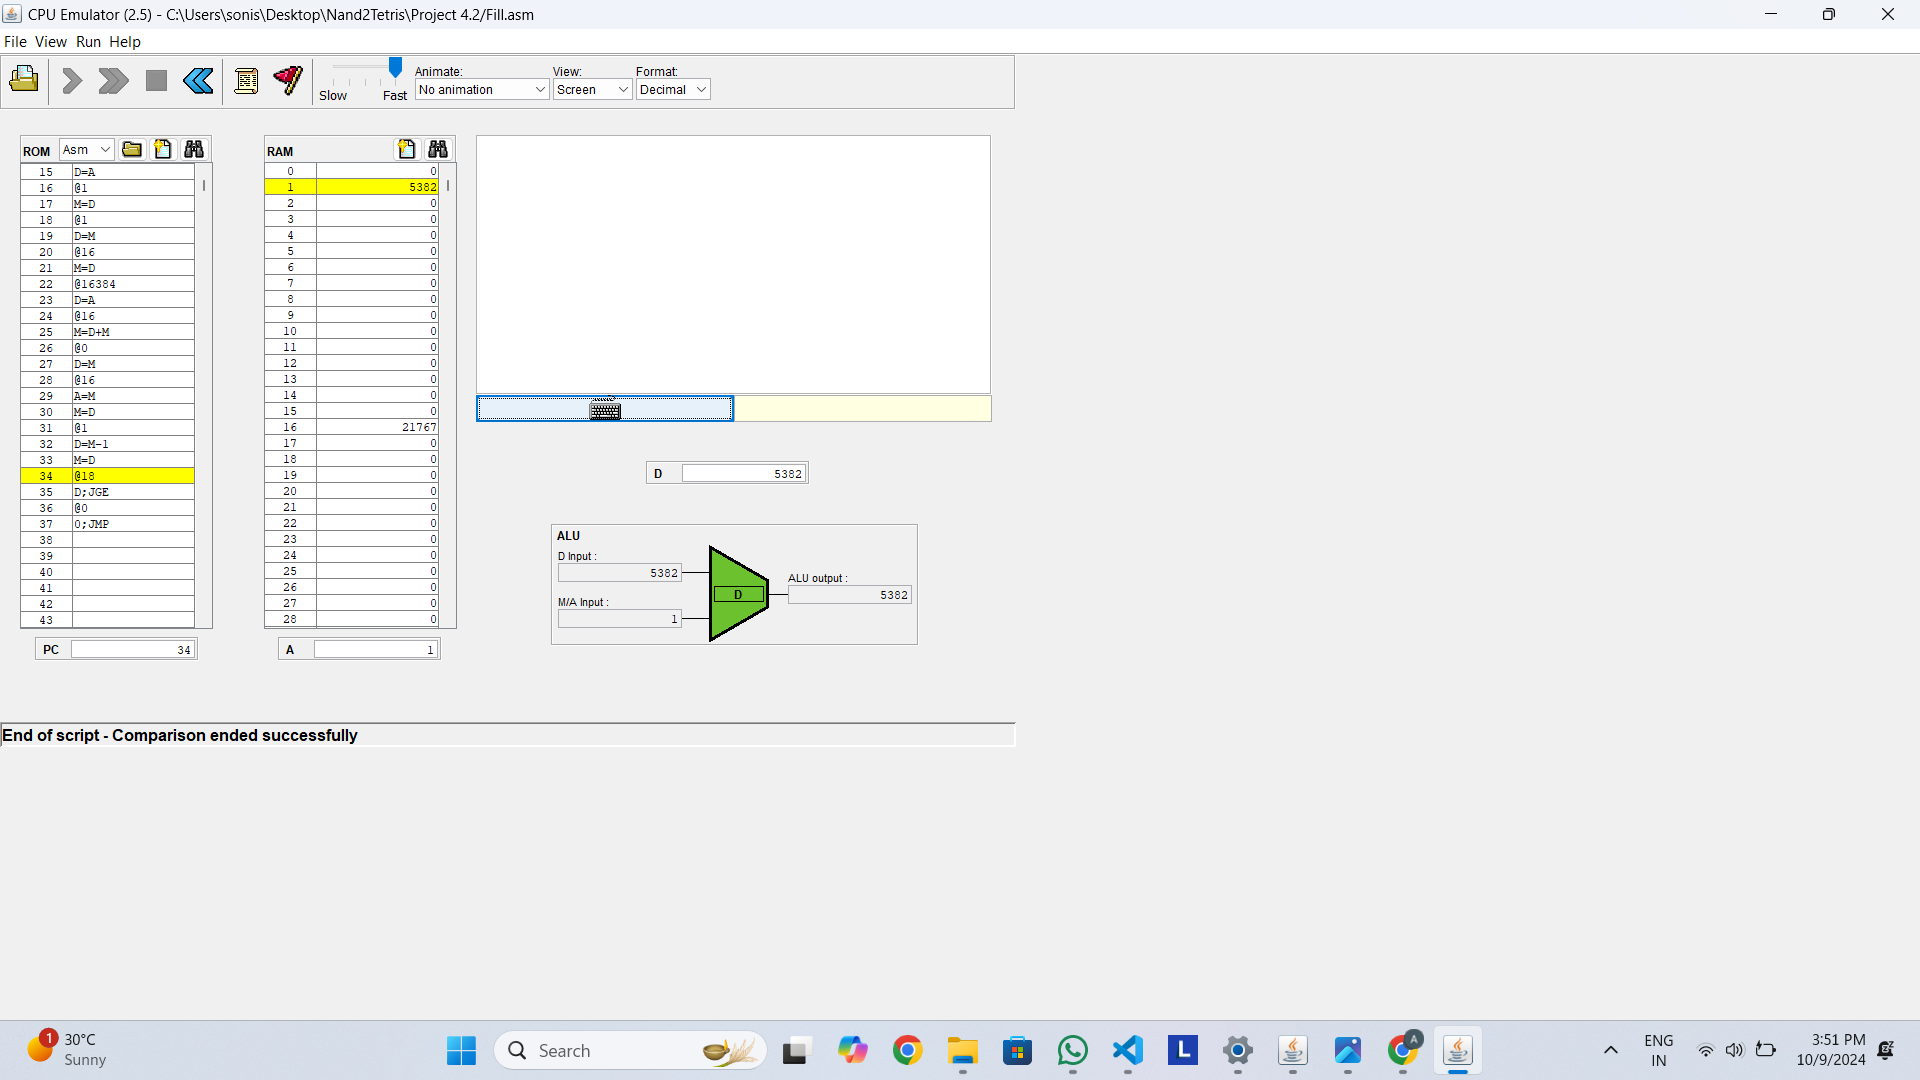 CPU Emulator (2.5) - C:\Users\sonis\Desktop\Nand2Tetris\Project 4.2/Fill.asm
File View Run Help
Slow Fast
Animate: View: Format:
No animation Screen Decimal
ROM Asm
15 D=A
16 @1
17 M=D
18 @1
19 D=M
20 @16
21 M=D
22 @16384
23 D=A
24 @16
25 M=D+M
26 @0
27 D=M
28 @16
29 A=M
30 M=D
31 @1
32 D=M-1
33 M=D
34 @18
35 D;JGE
36 @0
37 0;JMP
38
39
40
41
42
43
PC 34
RAM
0 0
1 5382
2 0
3 0
4 0
5 0
6 0
7 0
8 0
9 0
10 0
11 0
12 0
13 0
14 0
15 0
16 21767
17 0
18 0
19 0
20 0
21 0
22 0
23 0
24 0
25 0
26 0
27 0
28 0
A 1
D 5382
ALU
D Input :
5382
M/A Input :
1
D
ALU output :
5382
End of script - Comparison ended successfully
1
30°C
Sunny
Search
L
A
ENG
IN
3:51 PM
10/9/2024